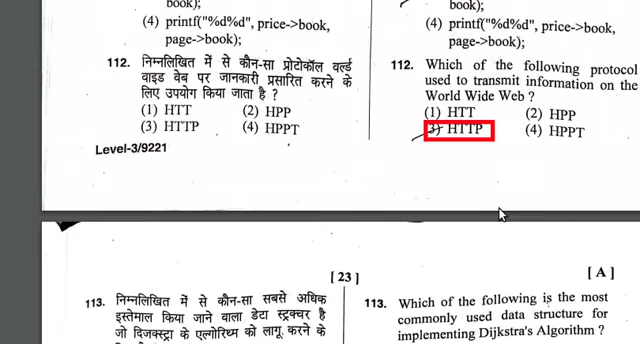 book);
(4) printf("%d%d", price->book,
page->book);
112. निम्नलिखित में से कौन-सा प्रोटोकॉल वर्ल्ड
वाइड वेब पर जानकारी प्रसारित करने के
लिए उपयोग किया जाता है ?
(1) HTT (2) HPP
(3) HTTP (4) HPPT
Level-3/9221
book);
(4) printf("%d%d", price->book,
page->book);
112. Which of the following protocol
used to transmit information on the
World Wide Web ?
(1) HTT (2) HPP
(3) HTTP (4) HPPT
[ 23 ] [ A ]
113. निम्नलिखित में से कौन-सा सबसे अधिक
इस्तेमाल किया जाने वाला डेटा स्ट्रक्चर है
जो दिजक्स्ट्रा के एल्गोरिथ्म को लागू करने के
113. Which of the following is the most
commonly used data structure for
implementing Dijkstra's Algorithm ?